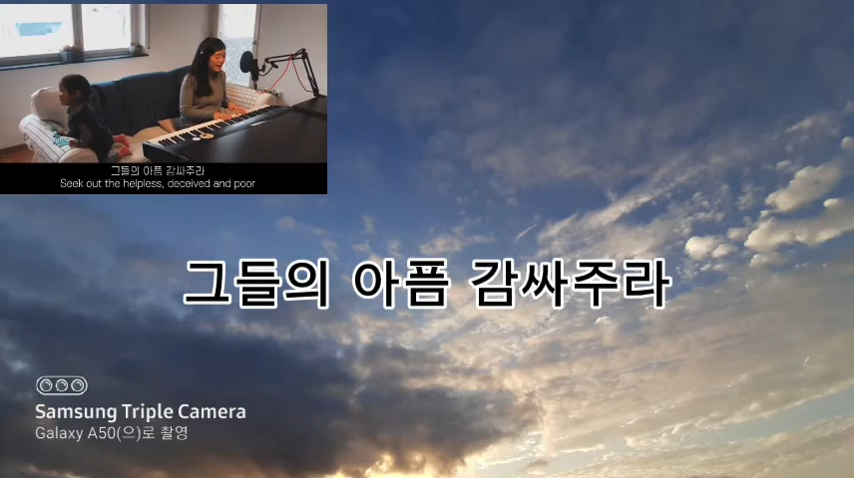 그들의 아픔 감싸주라
Seek out the helpless, deceived and poor
그들의 아픔 감싸주라
Samsung Triple Camera
Galaxy A50(으)로 촬영